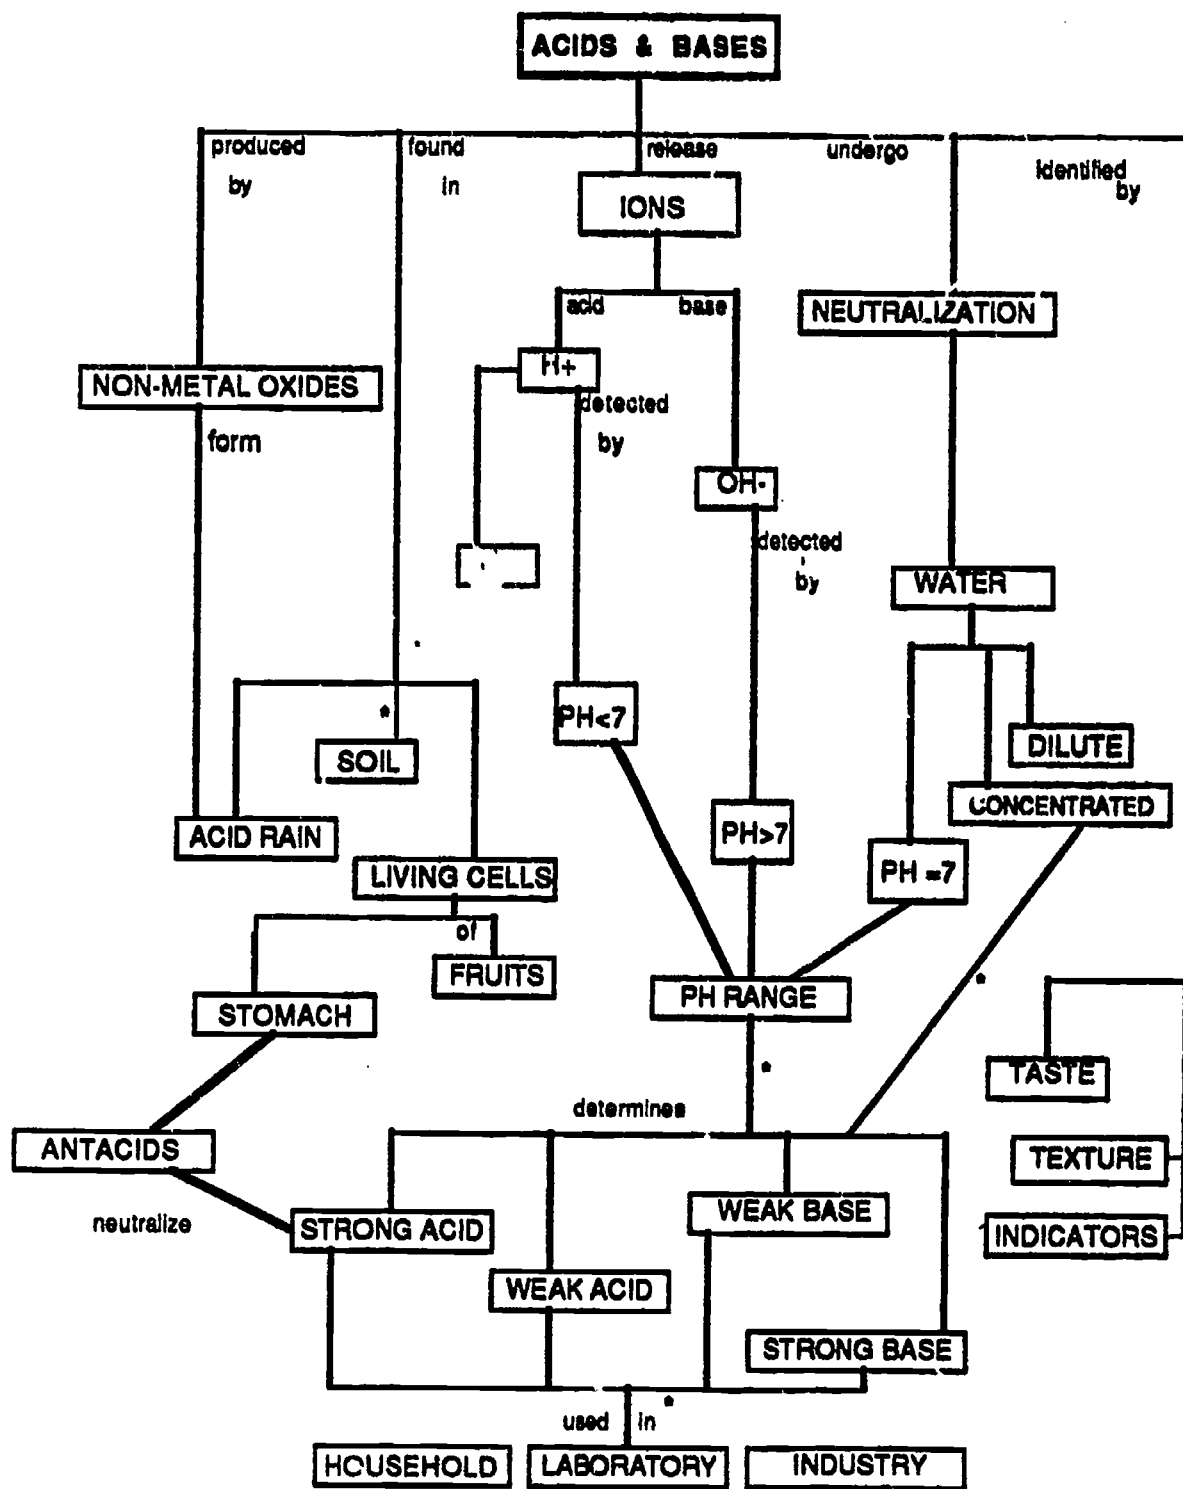 ACIDS & BASES
produced
by
found
in
release
undergo
identified
by
IONS
acid
base
NEUTRALIZATION
H+
NON-METAL OXIDES
detected
by
form
OH-
detected
by
WATER
PH<7
*
SOIL
DILUTE
CONCENTRATED
ACID RAIN
PH>7
LIVING CELLS
PH =7
of
FRUITS
*
PH RANGE
STOMACH
*
TASTE
determines
ANTACIDS
TEXTURE
neutralize
STRONG ACID
WEAK BASE
INDICATORS
WEAK ACID
STRONG BASE
*
used in
HOUSEHOLD
LABORATORY
INDUSTRY